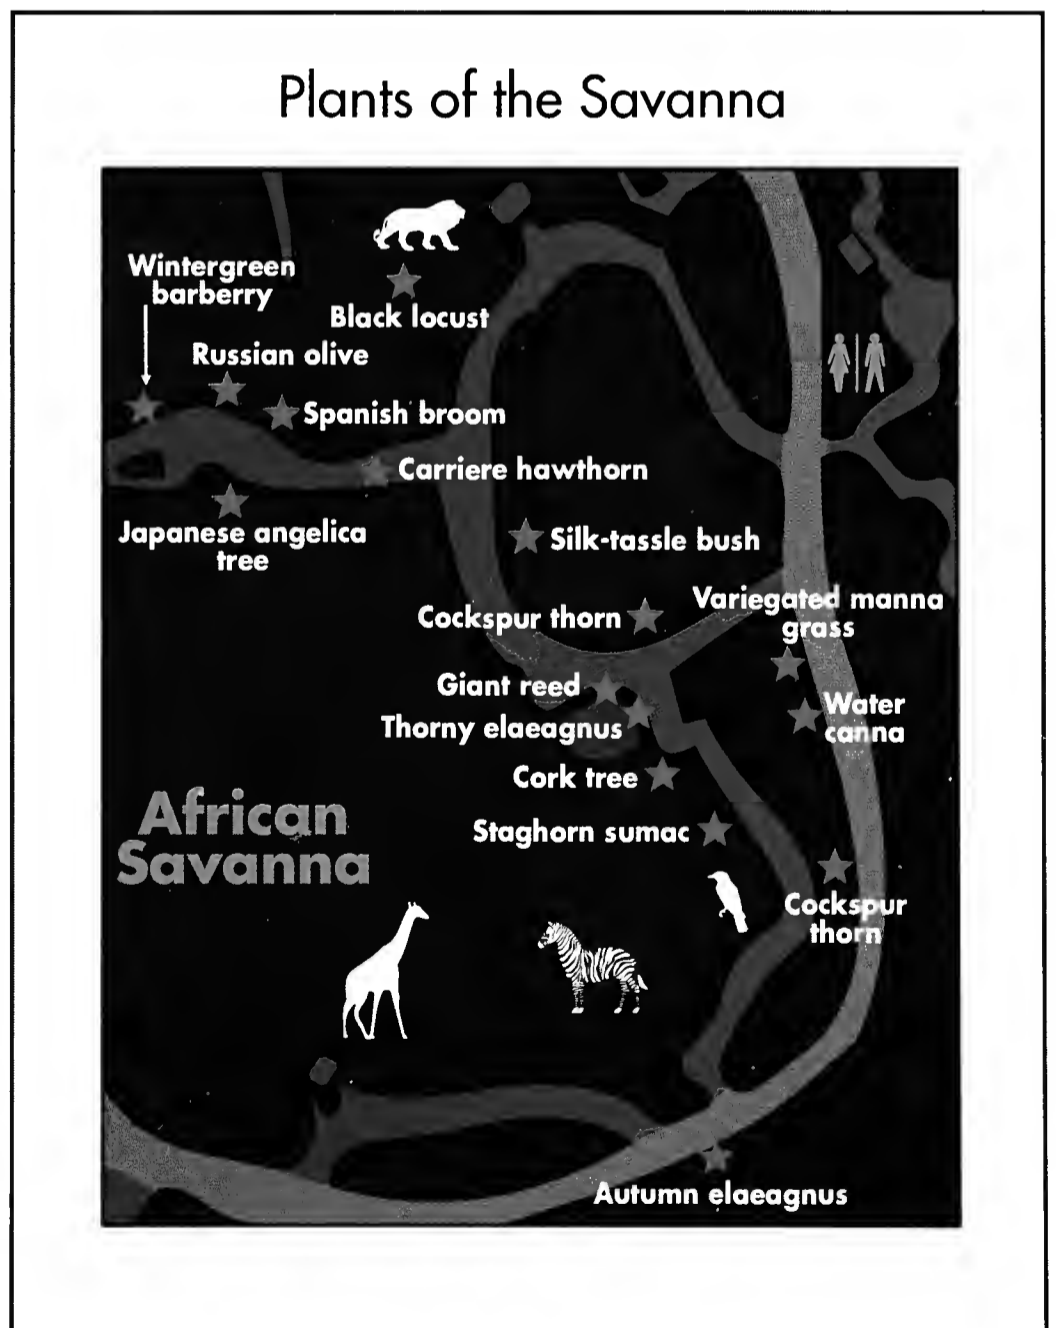 Plants of the Savanna
Wintergreen
barberry
Black locust
Russian olive
Spanish broom
Carriere hawthorn
Japanese angelica
tree
Silk-tassle bush
Cockspur thorn
Variegated manna
grass
Giant reed
Thorny elaeagnus
Water
canna
Cork tree
African
Savanna
Staghorn sumac
Cockspur
thorn
Autumn elaeagnus